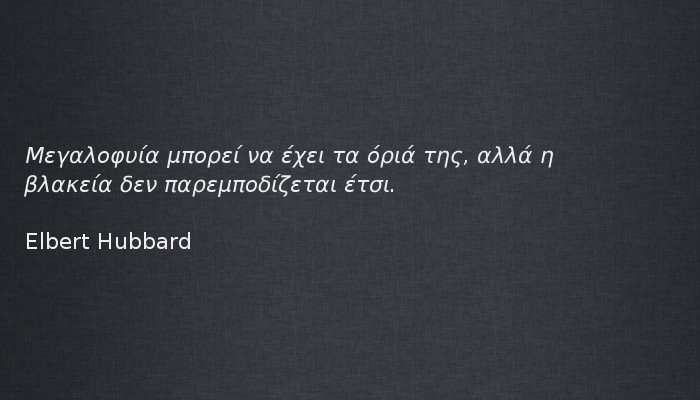 Μεγαλοφυία μπορεί να έχει τα όριά της, αλλά η
βλακεία δεν παρεμποδίζεται έτσι.
Elbert Hubbard